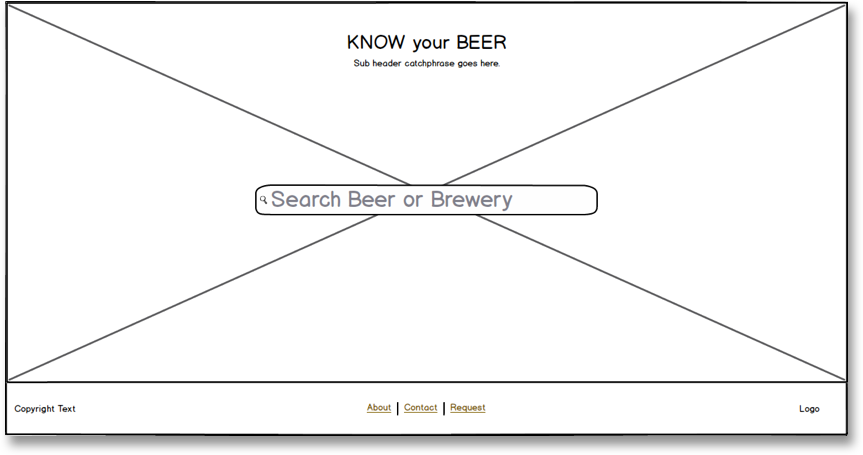 KNOW your BEER
Sub header catchphrase goes here.
Search Beer or Brewery
Copyright Text
About | Contact | Request
Logo